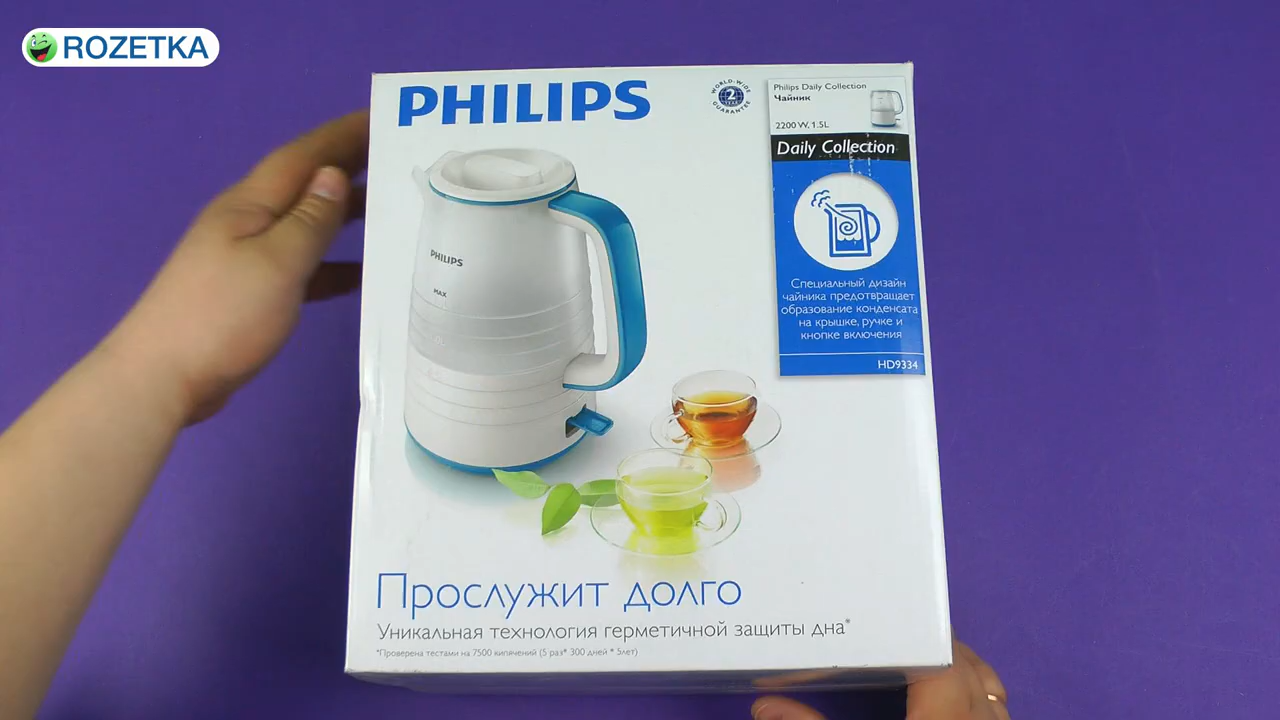 ROZETKA
PHILIPS
WORLD-WIDE
2
GUARANTEE
Philips Daily Collection
Чайник
2200 W, 1.5L
Daily Collection
Специальный дизайн
чайника предотвращает
образование конденсата
на крышке, ручке и
кнопке включения
HD9334
PHILIPS
MAX
Прослужит долго
Уникальная технология герметичной защиты дна*
*Проверена тестами на 7500 кипячений (5 раз* 300 дней * 5лет)